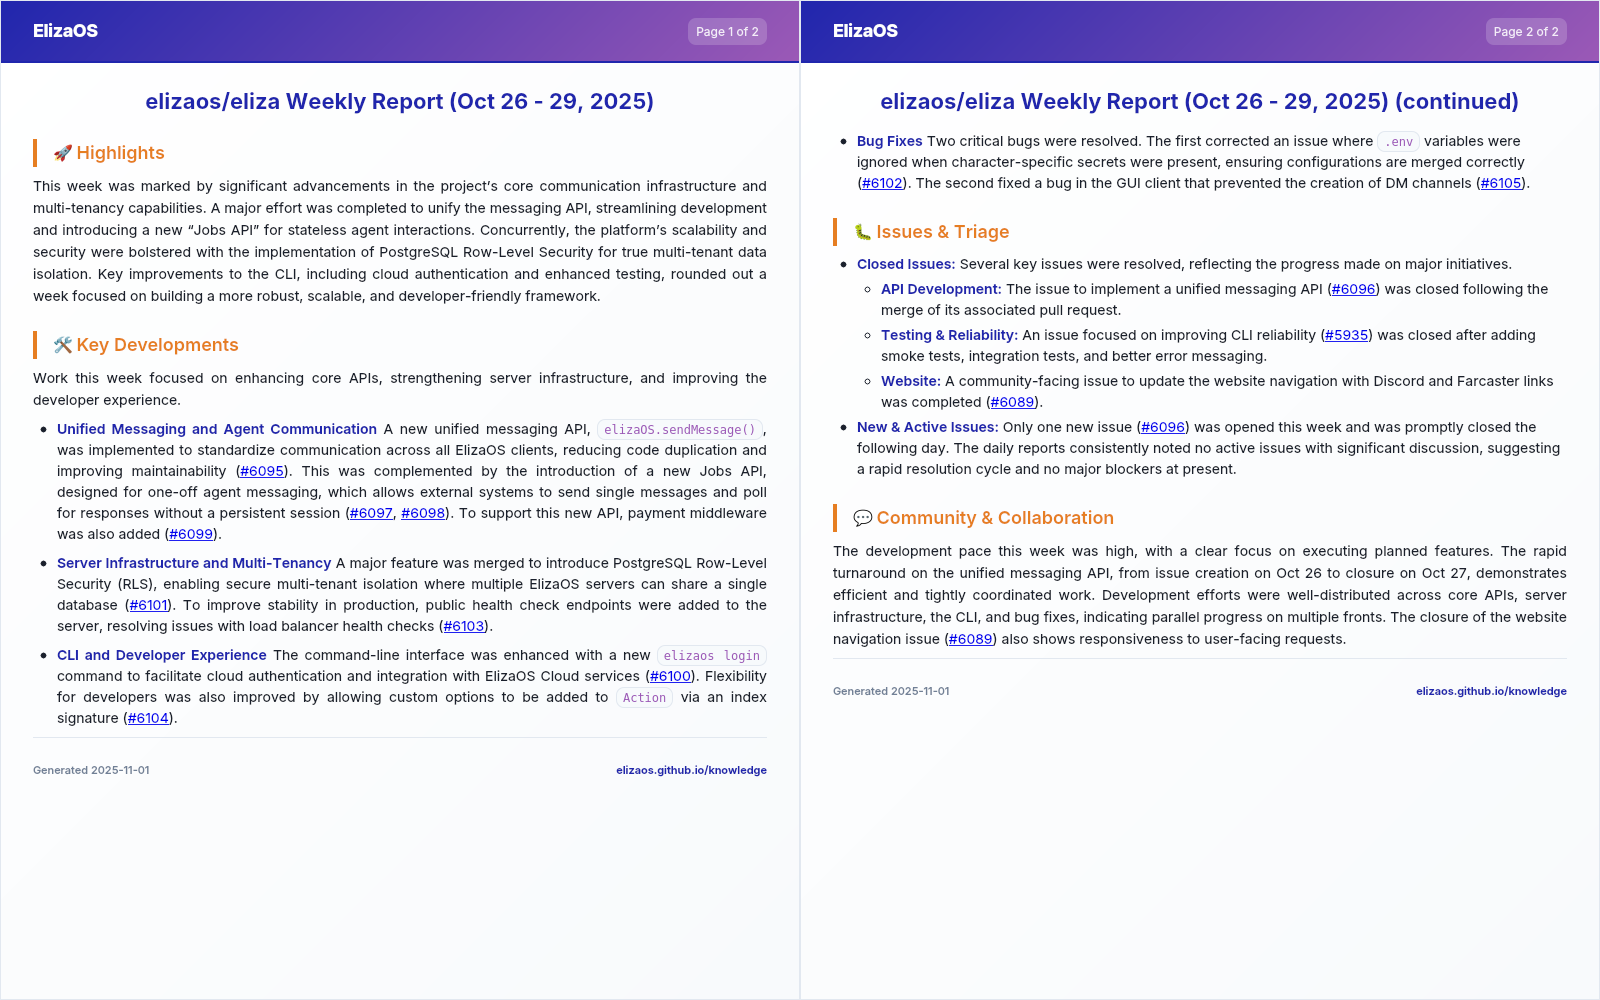 ElizaOS
Page 1 of 2
elizaos/eliza Weekly Report (Oct 26 - 29, 2025)
🚀 Highlights
This week was marked by significant advancements in the project’s core communication infrastructure and
multi-tenancy capabilities. A major effort was completed to unify the messaging API, streamlining development
and introducing a new “Jobs API” for stateless agent interactions. Concurrently, the platform’s scalability and
security were bolstered with the implementation of PostgreSQL Row-Level Security for true multi-tenant data
isolation. Key improvements to the CLI, including cloud authentication and enhanced testing, rounded out a
week focused on building a more robust, scalable, and developer-friendly framework.
🛠️ Key Developments
Work this week focused on enhancing core APIs, strengthening server infrastructure, and improving the
developer experience.
• Unified Messaging and Agent Communication A new unified messaging API, elizaOS.sendMessage(),
was implemented to standardize communication across all ElizaOS clients, reducing code duplication and
improving maintainability (#6095). This was complemented by the introduction of a new Jobs API,
designed for one-off agent messaging, which allows external systems to send single messages and poll
for responses without a persistent session (#6097, #6098). To support this new API, payment middleware
was also added (#6099).
• Server Infrastructure and Multi-Tenancy A major feature was merged to introduce PostgreSQL Row-Level
Security (RLS), enabling secure multi-tenant isolation where multiple ElizaOS servers can share a single
database (#6101). To improve stability in production, public health check endpoints were added to the
server, resolving issues with load balancer health checks (#6103).
• CLI and Developer Experience The command-line interface was enhanced with a new elizaos login
command to facilitate cloud authentication and integration with ElizaOS Cloud services (#6100). Flexibility
for developers was also improved by allowing custom options to be added to Action via an index
signature (#6104).
Generated 2025-11-01
elizaos.github.io/knowledge
ElizaOS
Page 2 of 2
elizaos/eliza Weekly Report (Oct 26 - 29, 2025) (continued)
• Bug Fixes Two critical bugs were resolved. The first corrected an issue where .env variables were
ignored when character-specific secrets were present, ensuring configurations are merged correctly
(#6102). The second fixed a bug in the GUI client that prevented the creation of DM channels (#6105).
🐛 Issues & Triage
• Closed Issues: Several key issues were resolved, reflecting the progress made on major initiatives.
◦ API Development: The issue to implement a unified messaging API (#6096) was closed following the
merge of its associated pull request.
◦ Testing & Reliability: An issue focused on improving CLI reliability (#5935) was closed after adding
smoke tests, integration tests, and better error messaging.
◦ Website: A community-facing issue to update the website navigation with Discord and Farcaster links
was completed (#6089).
• New & Active Issues: Only one new issue (#6096) was opened this week and was promptly closed the
following day. The daily reports consistently noted no active issues with significant discussion, suggesting
a rapid resolution cycle and no major blockers at present.
💬 Community & Collaboration
The development pace this week was high, with a clear focus on executing planned features. The rapid
turnaround on the unified messaging API, from issue creation on Oct 26 to closure on Oct 27, demonstrates
efficient and tightly coordinated work. Development efforts were well-distributed across core APIs, server
infrastructure, the CLI, and bug fixes, indicating parallel progress on multiple fronts. The closure of the website
navigation issue (#6089) also shows responsiveness to user-facing requests.
Generated 2025-11-01
elizaos.github.io/knowledge